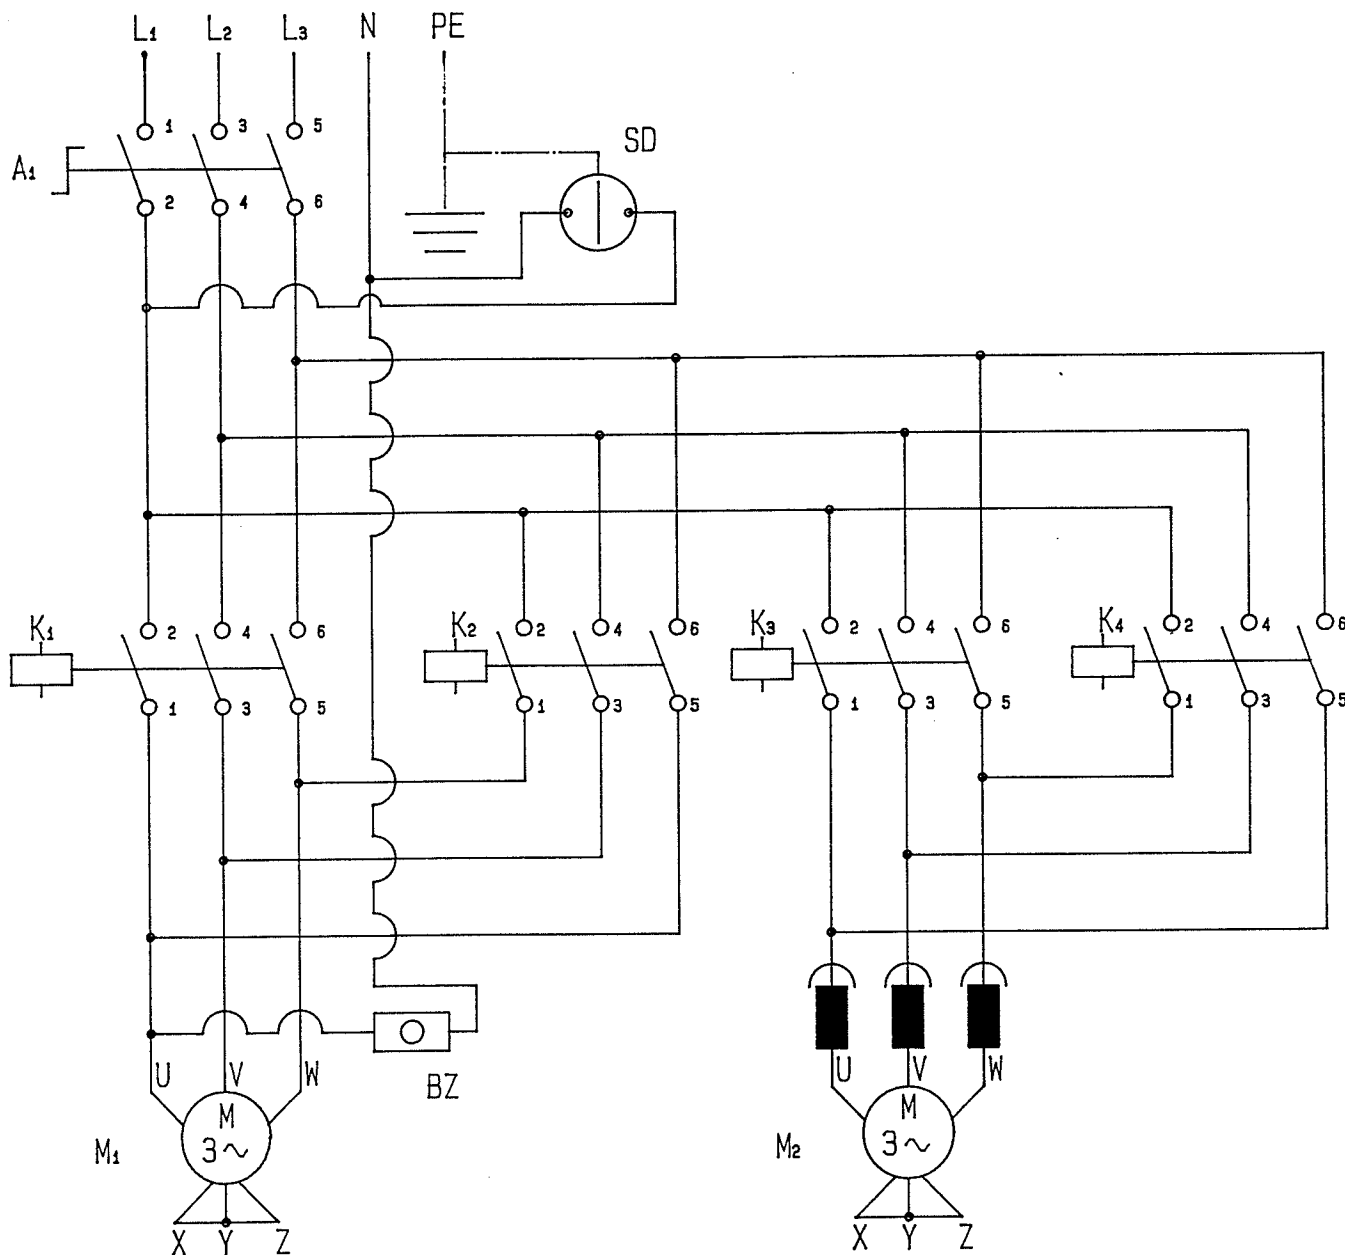 L1 L2 L3 N PE
1 3 5
SD
A1
2 4 6
K1 2 4 6 K2 2 4 6 K3 2 4 6 K4 2 4 6
1 3 5 1 3 5 1 3 5 1 3 5
U V W BZ U V W
M M
M1 3~ M2 3~
X Y Z X Y Z